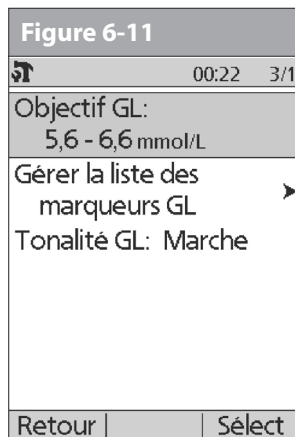 Figure 6-11
00:22 3/1
Objectif GL:
5,6 - 6,6 mmol/L
Gérer la liste des
marqueurs GL
Tonalité GL: Marche
Retour Sélect